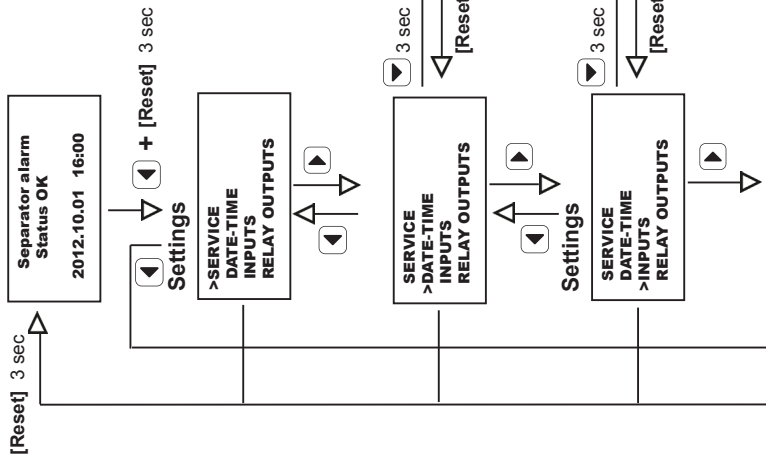 [Reset] 3 sec
Separator alarm
Status OK
2012.10.01 16:00
+ [Reset] 3 sec
Settings
>SERVICE
DATE-TIME
INPUTS
RELAY OUTPUTS
3 sec
[Reset
SERVICE
>DATE-TIME
INPUTS
RELAY OUTPUTS
Settings
3 sec
[Reset
SERVICE
DATE-TIME
>INPUTS
RELAY OUTPUTS